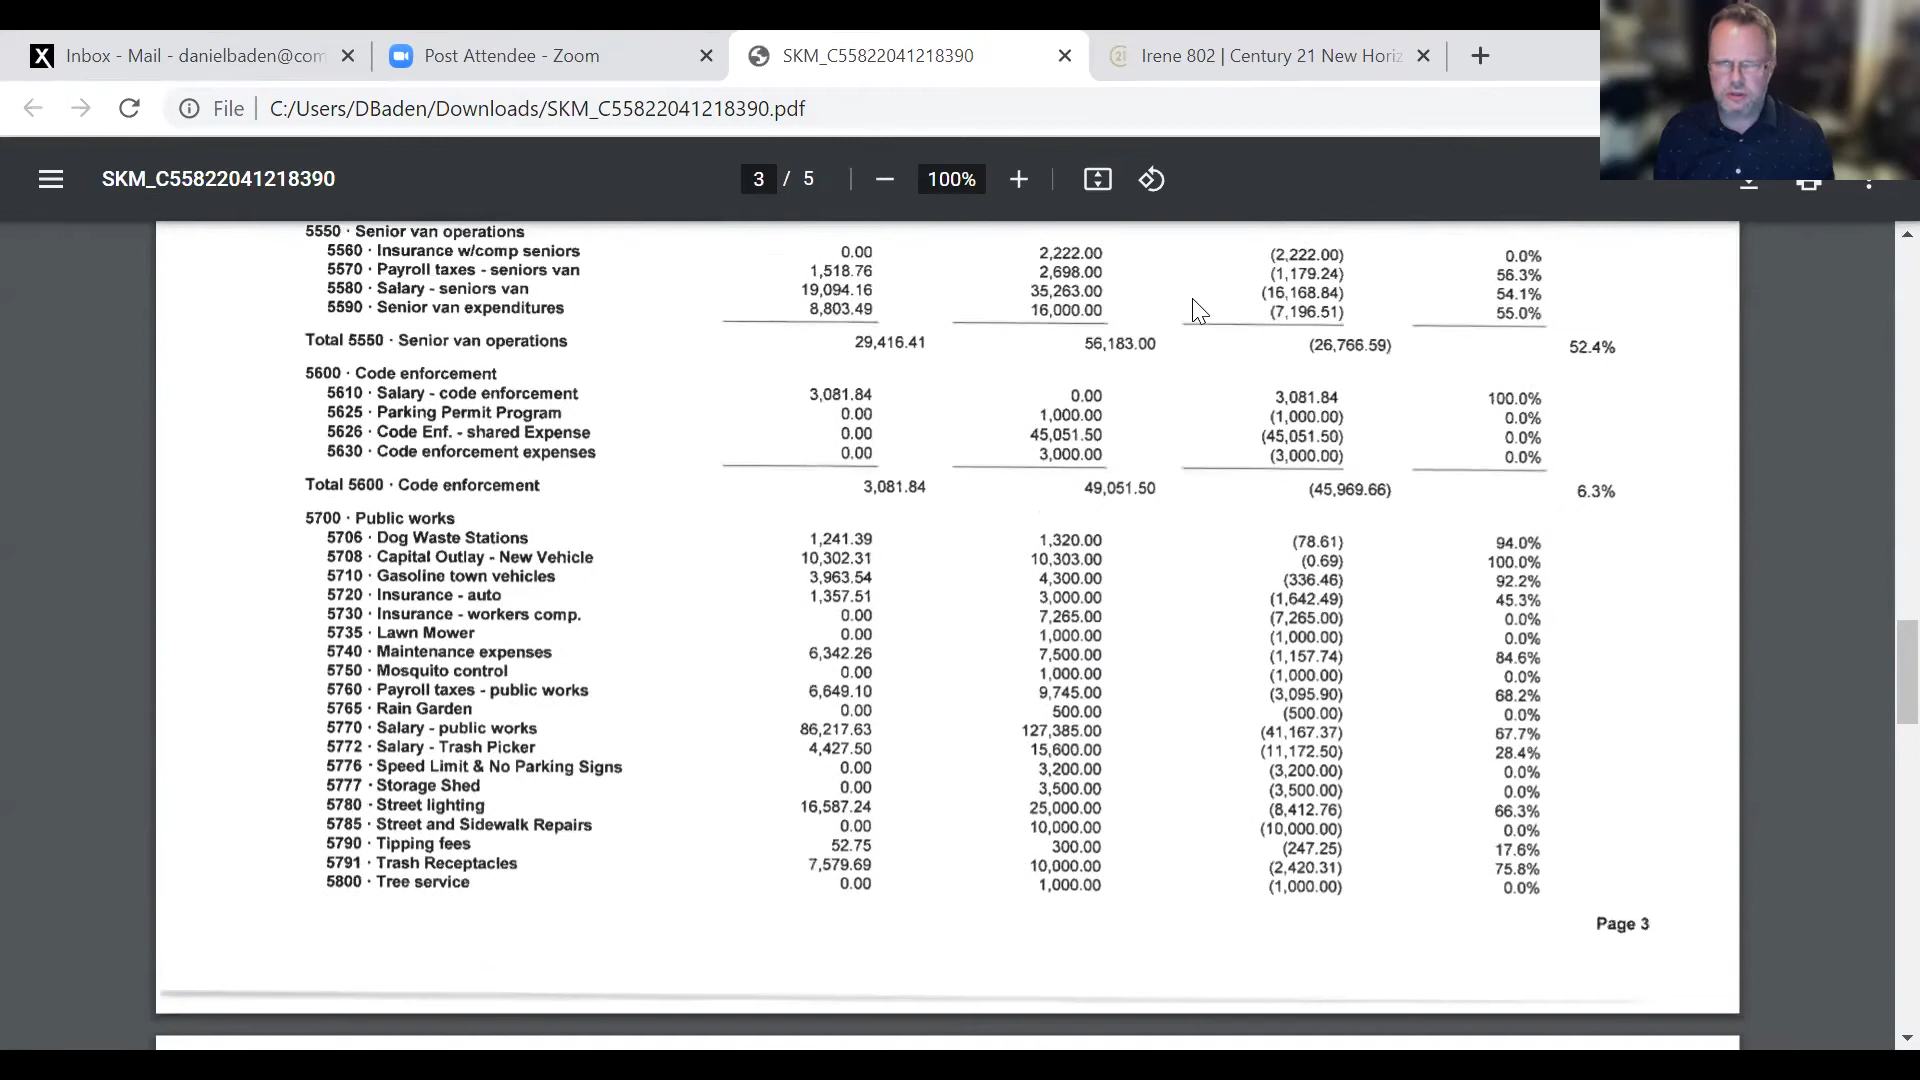 Inbox - Mail - danielbaden@com
Post Attendee - Zoom
SKM_C55822041218390
Irene 802 | Century 21 New Horiz
File
C:/Users/DBaden/Downloads/SKM_C55822041218390.pdf
SKM_C55822041218390
3 / 5
100%
5550 · Senior van operations
5560 · Insurance w/comp seniors 0.00 2,222.00 (2,222.00) 0.0%
5570 · Payroll taxes - seniors van 1,518.76 2,698.00 (1,179.24) 56.3%
5580 · Salary - seniors van 19,094.16 35,263.00 (16,168.84) 54.1%
5590 · Senior van expenditures 8,803.49 16,000.00 (7,196.51) 55.0%
Total 5550 · Senior van operations 29,416.41 56,183.00 (26,766.59) 52.4%
5600 · Code enforcement
5610 · Salary - code enforcement 3,081.84 0.00 3,081.84 100.0%
5625 · Parking Permit Program 0.00 1,000.00 (1,000.00) 0.0%
5626 · Code Enf. - shared Expense 0.00 45,051.50 (45,051.50) 0.0%
5630 · Code enforcement expenses 0.00 3,000.00 (3,000.00) 0.0%
Total 5600 · Code enforcement 3,081.84 49,051.50 (45,969.66) 6.3%
5700 · Public works
5706 · Dog Waste Stations 1,241.39 1,320.00 (78.61) 94.0%
5708 · Capital Outlay - New Vehicle 10,302.31 10,303.00 (0.69) 100.0%
5710 · Gasoline town vehicles 3,963.54 4,300.00 (336.46) 92.2%
5720 · Insurance - auto 1,357.51 3,000.00 (1,642.49) 45.3%
5730 · Insurance - workers comp. 0.00 7,265.00 (7,265.00) 0.0%
5735 · Lawn Mower 0.00 1,000.00 (1,000.00) 0.0%
5740 · Maintenance expenses 6,342.26 7,500.00 (1,157.74) 84.6%
5750 · Mosquito control 0.00 1,000.00 (1,000.00) 0.0%
5760 · Payroll taxes - public works 6,649.10 9,745.00 (3,095.90) 68.2%
5765 · Rain Garden 0.00 500.00 (500.00) 0.0%
5770 · Salary - public works 86,217.63 127,385.00 (41,167.37) 67.7%
5772 · Salary - Trash Picker 4,427.50 15,600.00 (11,172.50) 28.4%
5776 · Speed Limit & No Parking Signs 0.00 3,200.00 (3,200.00) 0.0%
5777 · Storage Shed 0.00 3,500.00 (3,500.00) 0.0%
5780 · Street lighting 16,587.24 25,000.00 (8,412.76) 66.3%
5785 · Street and Sidewalk Repairs 0.00 10,000.00 (10,000.00) 0.0%
5790 · Tipping fees 52.75 300.00 (247.25) 17.6%
5791 · Trash Receptacles 7,579.69 10,000.00 (2,420.31) 75.8%
5800 · Tree service 0.00 1,000.00 (1,000.00) 0.0%
Page 3